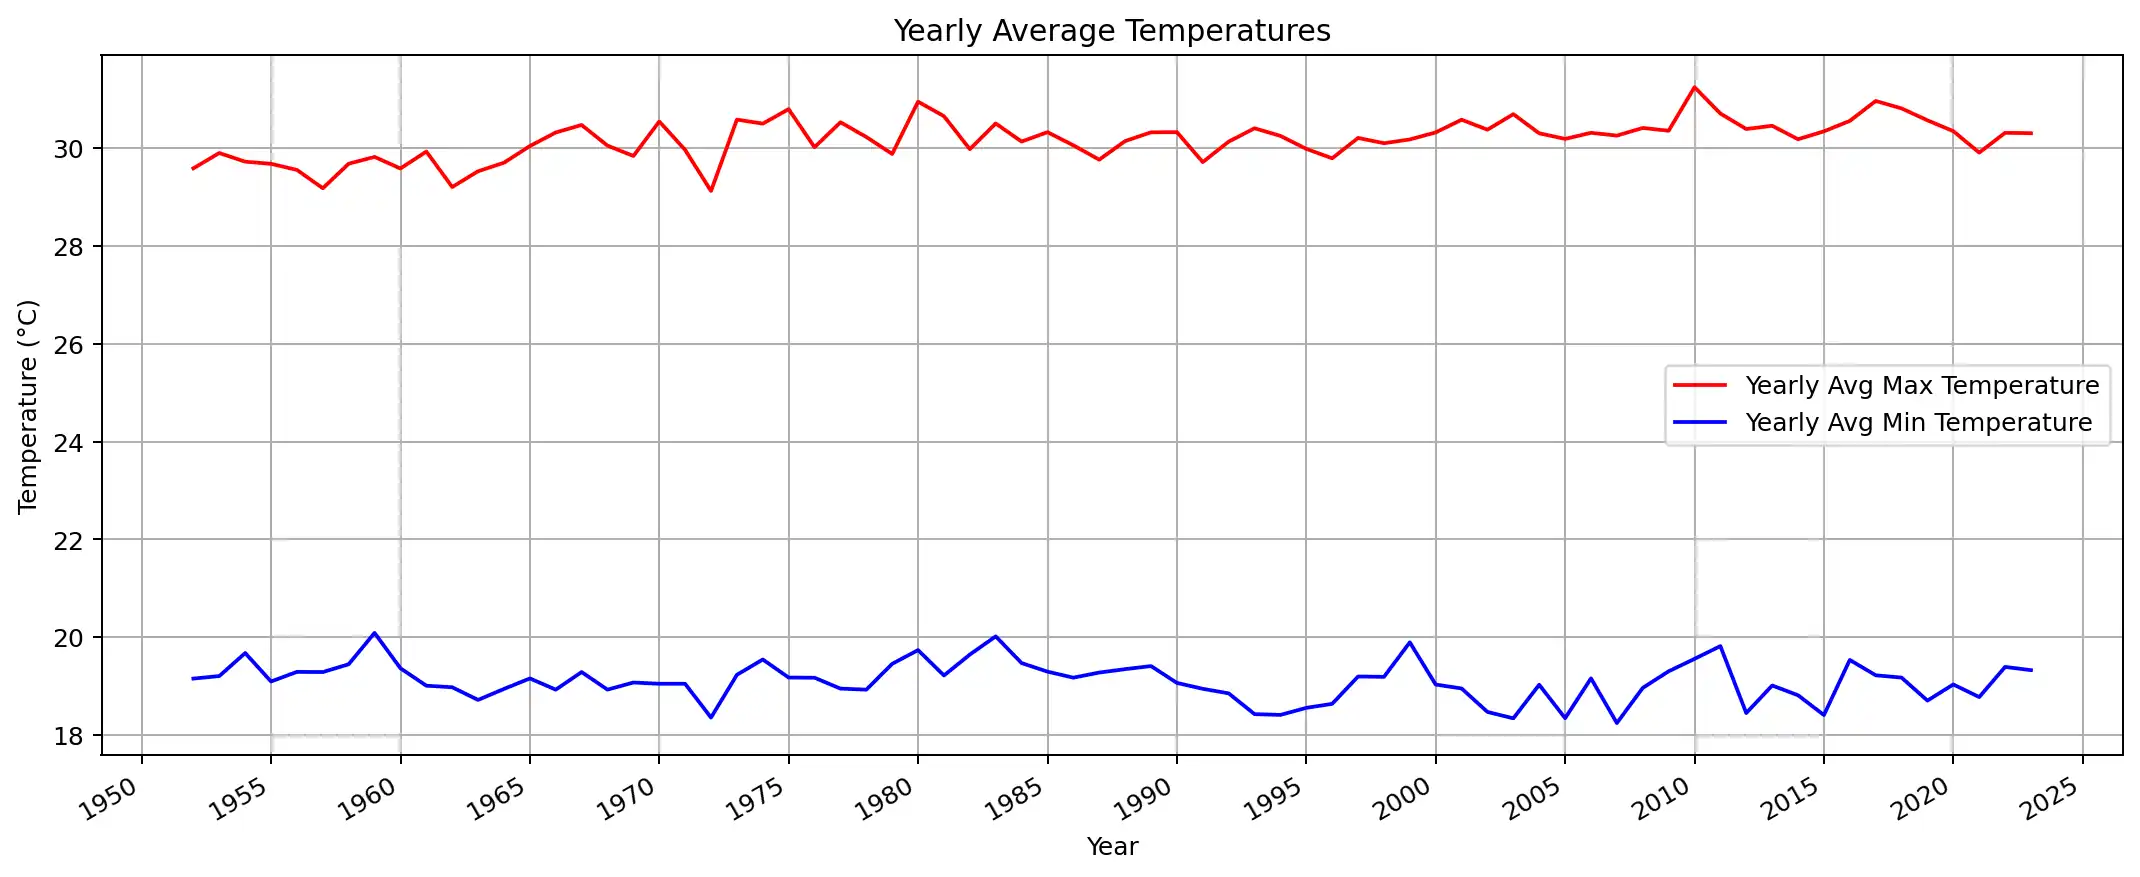 Yearly Average Temperatures
Temperature (°C)
30
28
26
24
22
20
18
Yearly Avg Max Temperature
Yearly Avg Min Temperature
1950 1955 1960 1965 1970 1975 1980 1985 1990 1995 2000 2005 2010 2015 2020 2025
Year